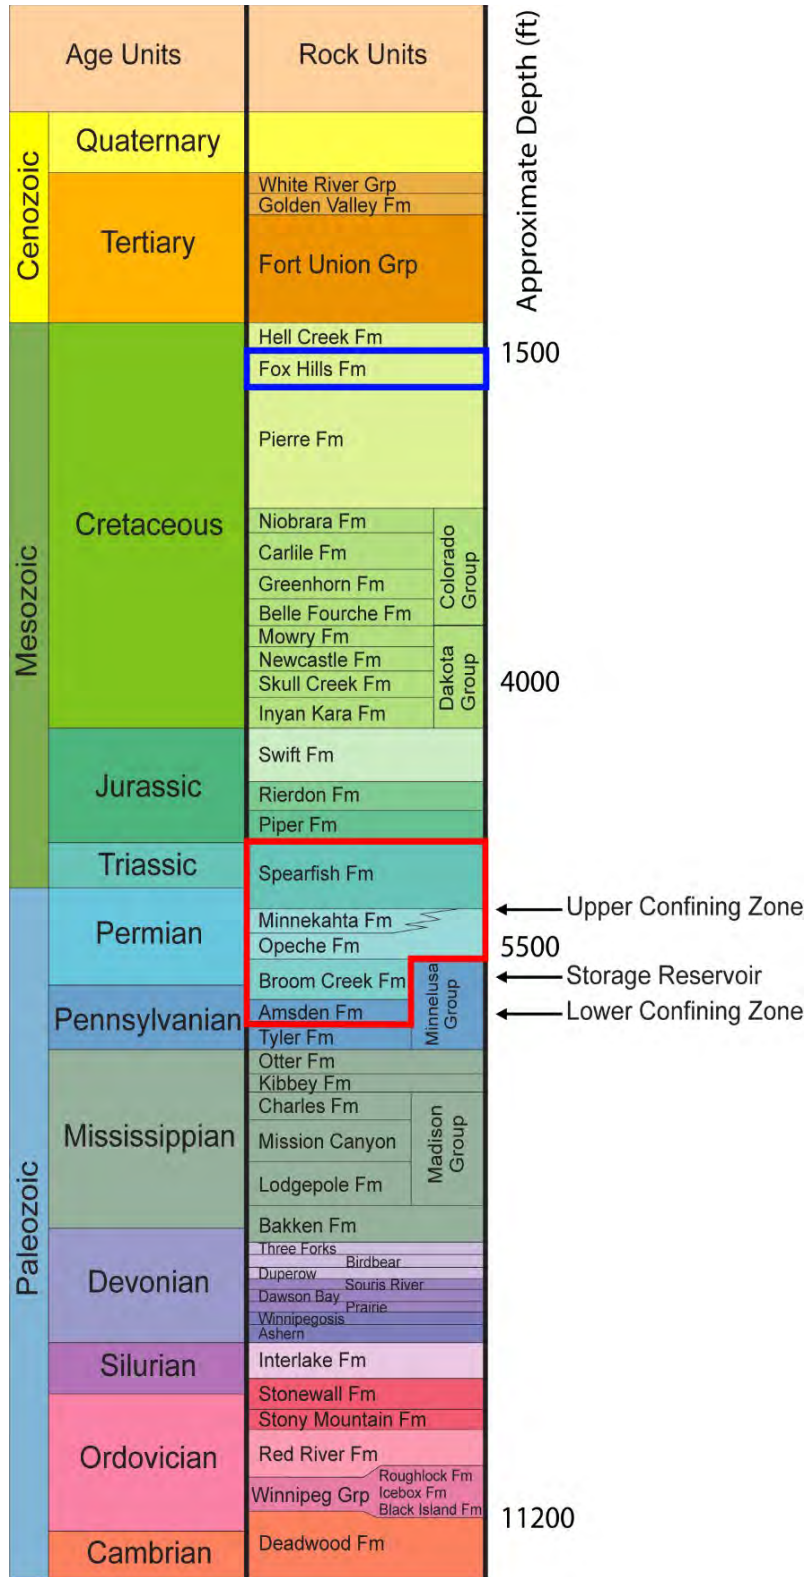 Age Units
Rock Units
Approximate Depth (ft)
Cenozoic
Quaternary
Tertiary
White River Grp
Golden Valley Fm
Fort Union Grp
Mesozoic
Cretaceous
Hell Creek Fm
1500
Fox Hills Fm
Pierre Fm
Niobrara Fm
Carlile Fm
Greenhorn Fm
Belle Fourche Fm
Colorado
Group
Mowry Fm
Newcastle Fm
Skull Creek Fm
Inyan Kara Fm
Dakota
Group
4000
Jurassic
Swift Fm
Rierdon Fm
Piper Fm
Triassic
Spearfish Fm
Paleozoic
Permian
Minnekahta Fm
Upper Confining Zone
Opeche Fm
5500
Broom Creek Fm
Storage Reservoir
Pennsylvanian
Amsden Fm
Lower Confining Zone
Tyler Fm
Minnelusa
Group
Mississippian
Otter Fm
Kibbey Fm
Charles Fm
Mission Canyon
Lodgepole Fm
Madison
Group
Bakken Fm
Devonian
Three Forks
Birdbear
Duperow
Souris River
Dawson Bay
Prairie
Winnipegosis
Ashern
Silurian
Interlake Fm
Stonewall Fm
Ordovician
Stony Mountain Fm
Red River Fm
Winnipeg Grp
Roughlock Fm
Icebox Fm
Black Island Fm
11200
Cambrian
Deadwood Fm